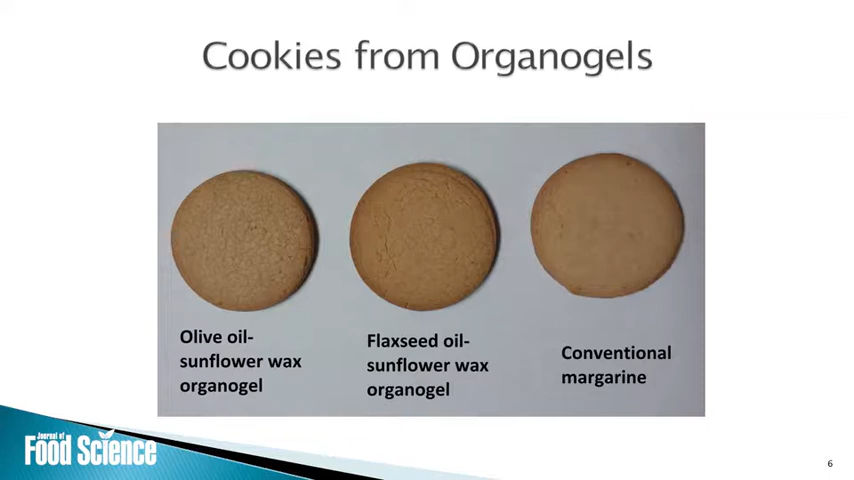 Cookies from Organogels
Olive oil-
sunflower wax
organogel
Flaxseed oil-
sunflower wax
organogel
Conventional
margarine
Journal of
Food Science
6